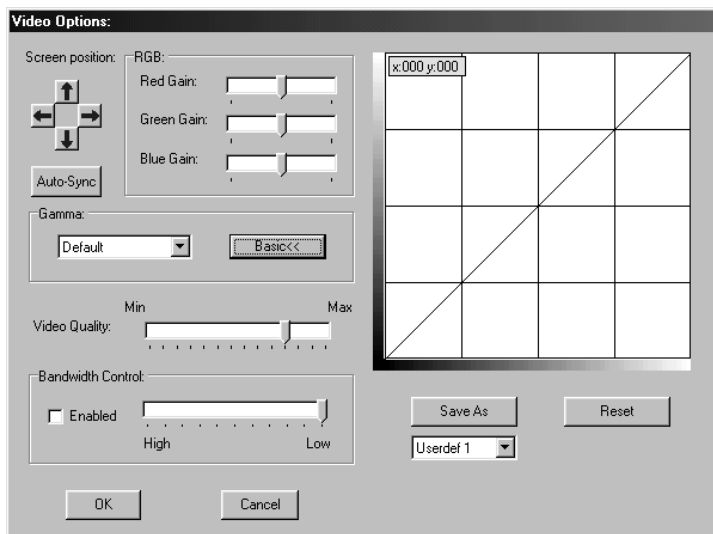 Video Options:
Screen position:
RGB:
Red Gain:
Green Gain:
Blue Gain:
Auto-Sync
Gamma:
Default
Basic<<
Min
Max
Video Quality:
Bandwidth Control:
Enabled
High
Low
OK
Cancel
x:000 y:000
Save As
Reset
Userdef 1